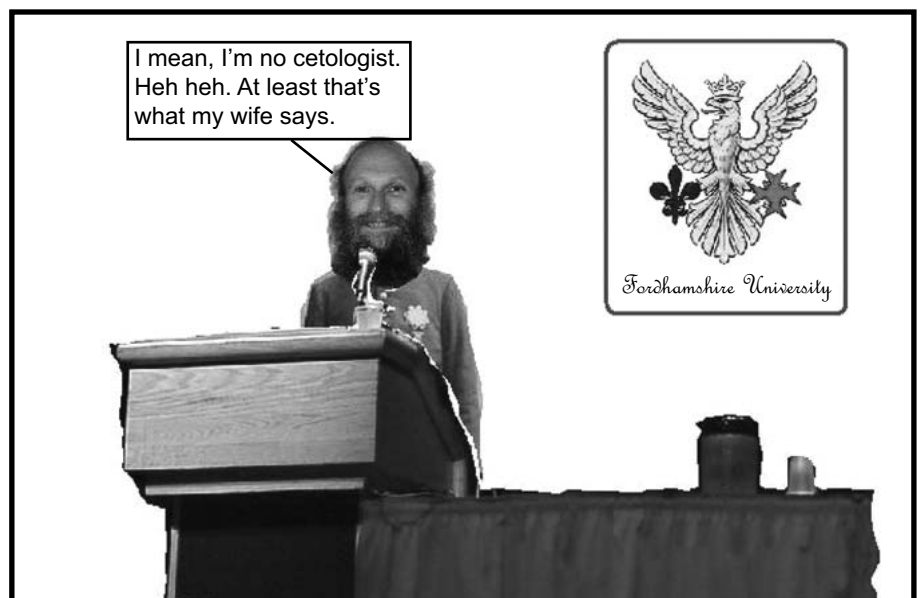 I mean, I'm no cetologist.
Heh heh. At least that's
what my wife says.
Fordhamshire University